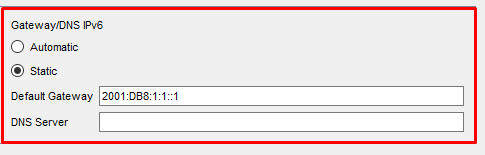 Gateway/DNS IPv6
Automatic
Static
Default Gateway 2001:DB8:1:1::1
DNS Server